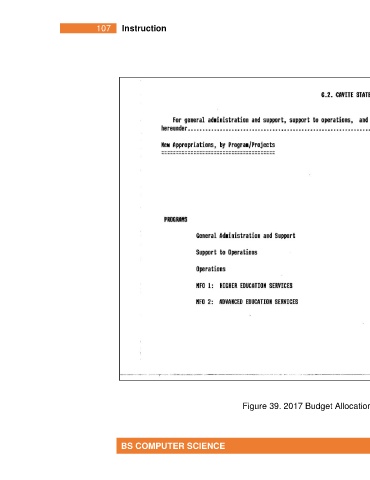 107 Instruction
G.2. CAVITE STATE
For general administration and support, support to operations, and
hereunder......................................................................
New Appropriations, by Program/Projects
======================================
PROGRAMS
General Administration and Support
Support to Operations
Operations
MFO 1: HIGHER EDUCATION SERVICES
MFO 2: ADVANCED EDUCATION SERVICES
Figure 39. 2017 Budget Allocation
BS COMPUTER SCIENCE